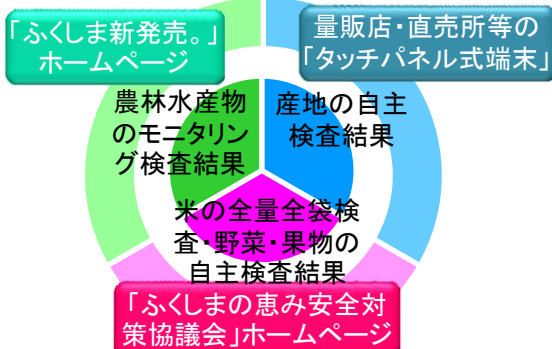 「ふくしま新発売。」
ホームページ
量販店・直売所等の
「タッチパネル式端末」
農林水産物
のモニタリン
グ検査結果
産地の自主
検査結果
米の全量全袋検
査・野菜・果物の
自主検査結果
「ふくしまの恵み安全対
策協議会」ホームページ